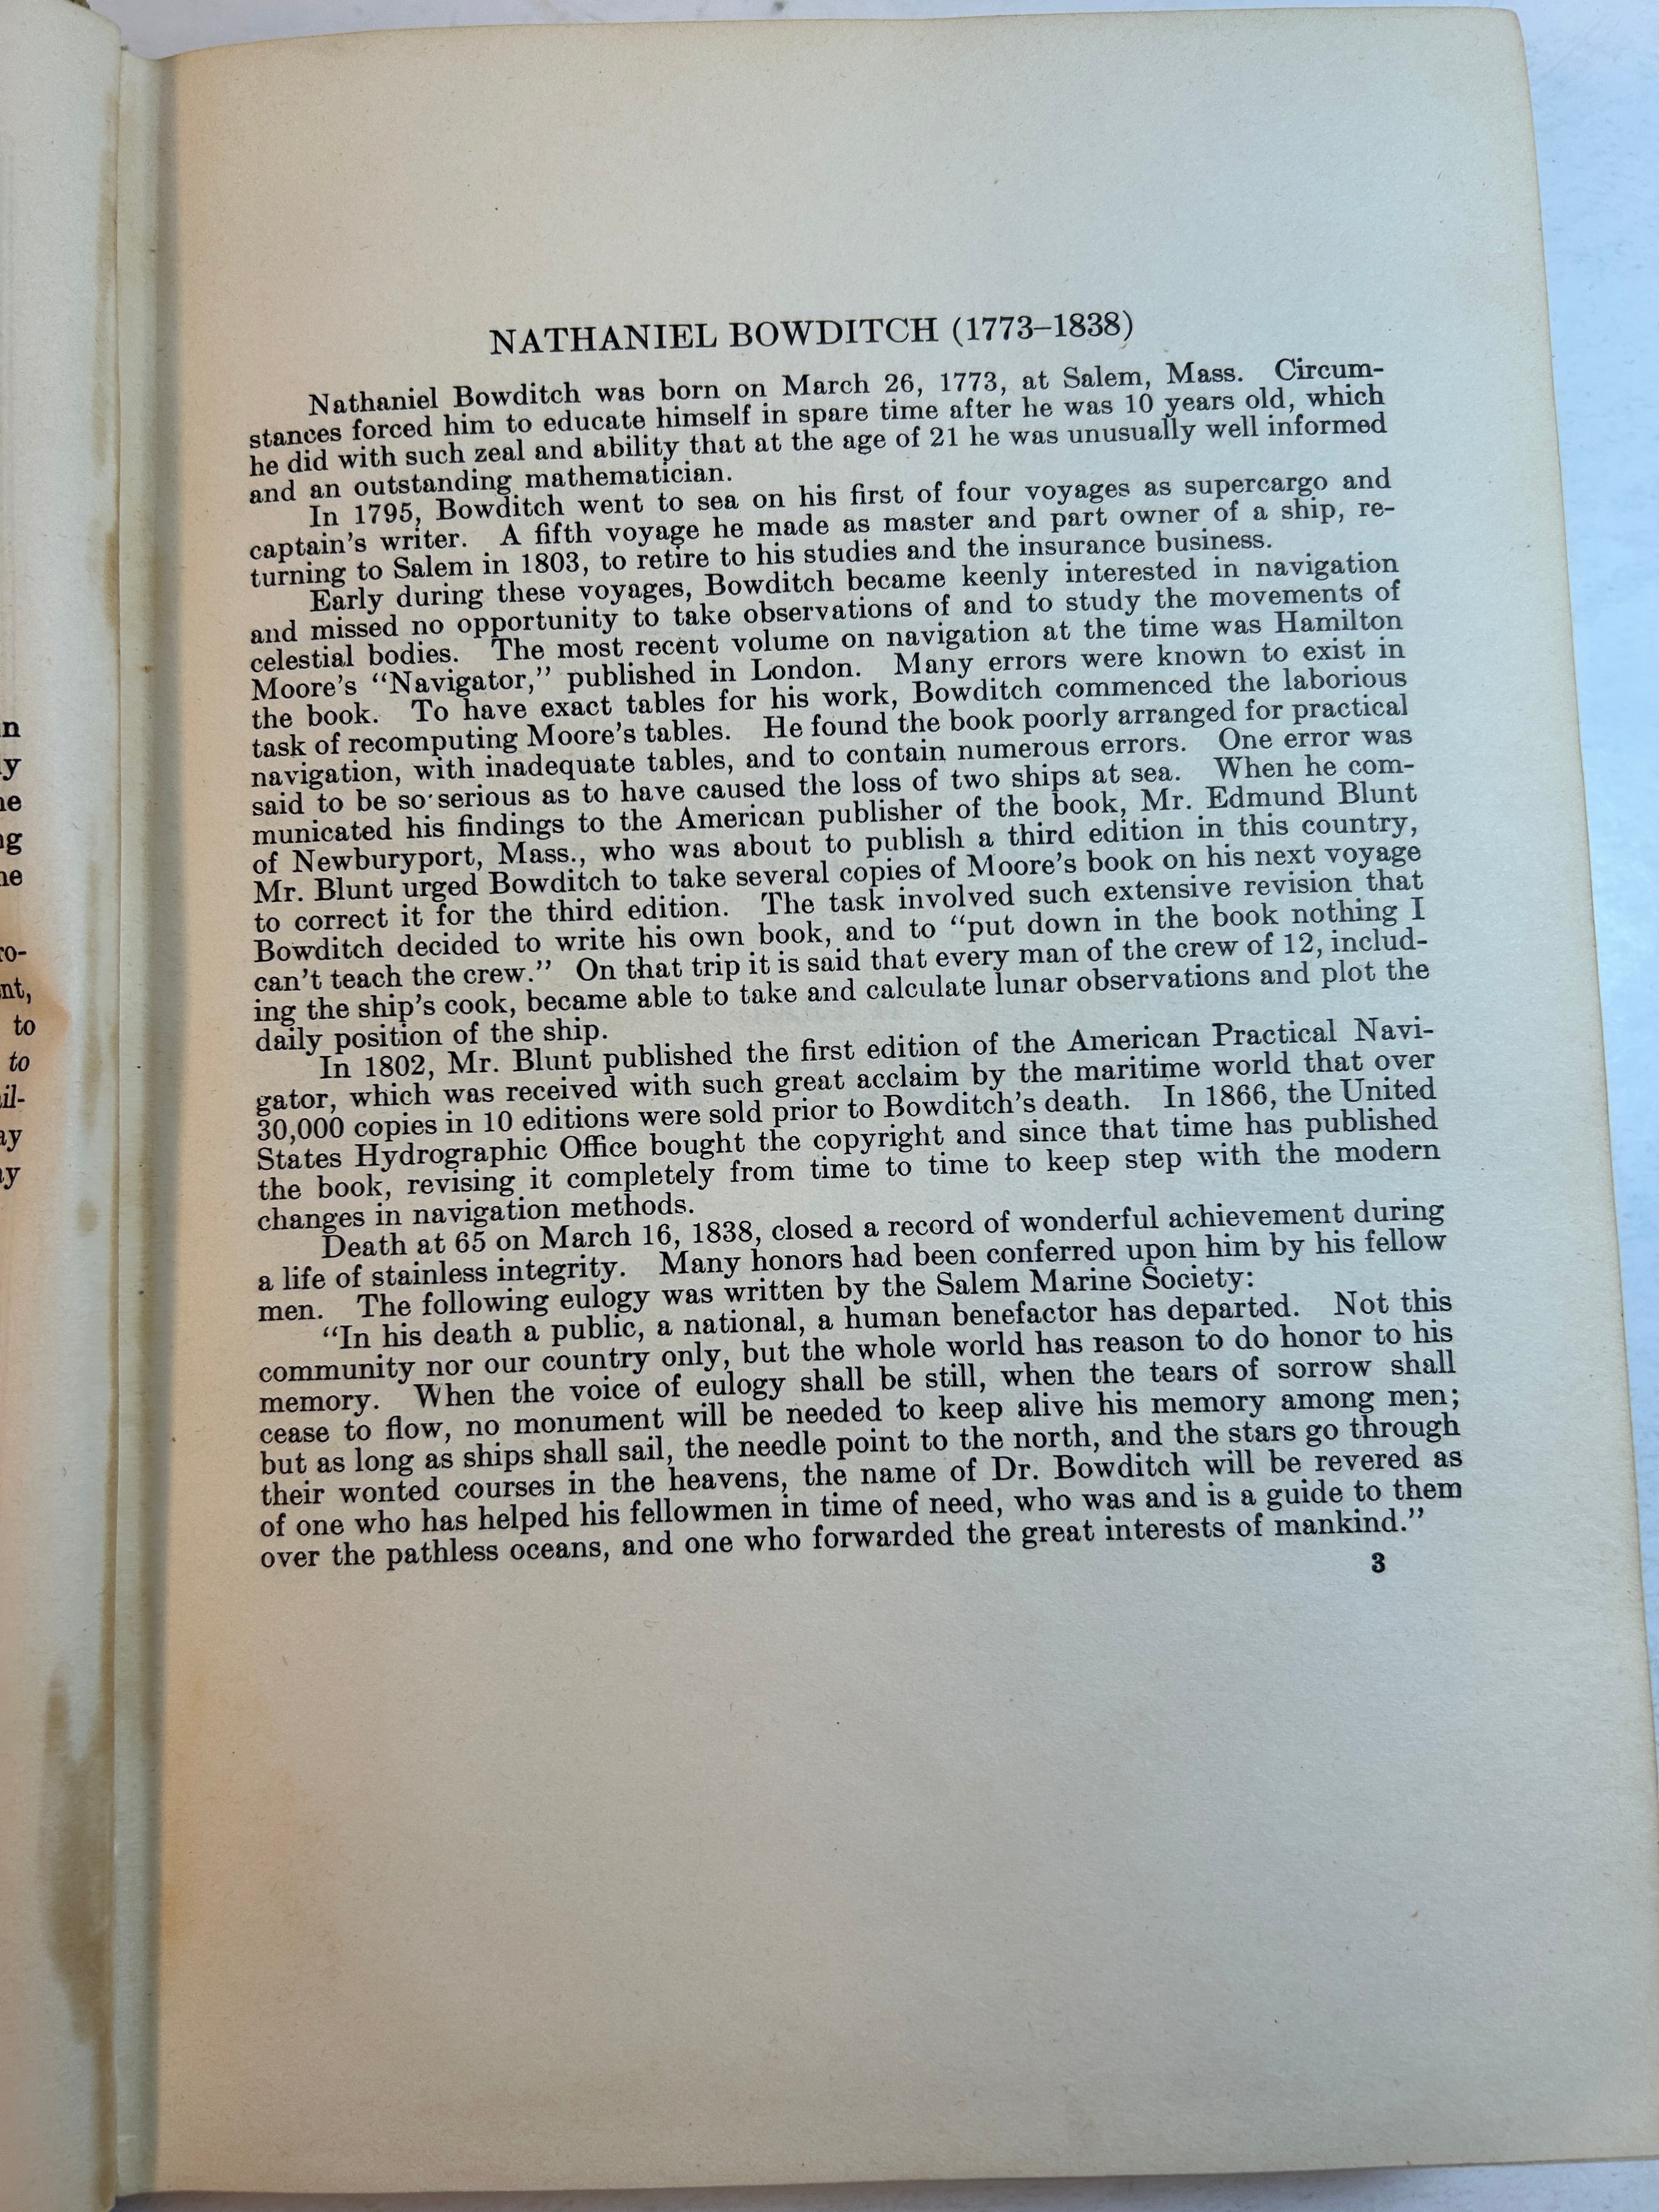 NATHANIEL BOWDITCH (1773–1838)
Nathaniel Bowditch was born on March 26, 1773, at Salem, Mass. Circum-
stances forced him to educate himself in spare time after he was 10 years old, which
he did with such zeal and ability that at the age of 21 he was unusually well informed
and an outstanding mathematician.
In 1795, Bowditch went to sea on his first of four voyages as supercargo and
captain's writer. A fifth voyage he made as master and part owner of a ship, re-
turning to Salem in 1803, to retire to his studies and the insurance business.
Early during these voyages, Bowditch became keenly interested in navigation
and missed no opportunity to take observations of and to study the movements of
celestial bodies. The most recent volume on navigation at the time was Hamilton
Moore's “Navigator,” published in London. Many errors were known to exist in
the book. To have exact tables for his work, Bowditch commenced the laborious
task of recomputing Moore's tables. He found the book poorly arranged for practical
navigation, with inadequate tables, and to contain numerous errors. One error was
said to be so serious as to have caused the loss of two ships at sea. When he com-
municated his findings to the American publisher of the book, Mr. Edmund Blunt
of Newburyport, Mass., who was about to publish a third edition in this country,
Mr. Blunt urged Bowditch to take several copies of Moore's book on his next voyage
to correct it for the third edition. The task involved such extensive revision that
Bowditch decided to write his own book, and to “put down in the book nothing I
can't teach the crew.” On that trip it is said that every man of the crew of 12, includ-
ing the ship's cook, became able to take and calculate lunar observations and plot the
daily position of the ship.
In 1802, Mr. Blunt published the first edition of the American Practical Navi-
gator, which was received with such great acclaim by the maritime world that over
30,000 copies in 10 editions were sold prior to Bowditch's death. In 1866, the United
States Hydrographic Office bought the copyright and since that time has published
the book, revising it completely from time to time to keep step with the modern
changes in navigation methods.
Death at 65 on March 16, 1838, closed a record of wonderful achievement during
a life of stainless integrity. Many honors had been conferred upon him by his fellow
men. The following eulogy was written by the Salem Marine Society:
“In his death a public, a national, a human benefactor has departed. Not this
community nor our country only, but the whole world has reason to do honor to his
memory. When the voice of eulogy shall be still, when the tears of sorrow shall
cease to flow, no monument will be needed to keep alive his memory among men;
but as long as ships shall sail, the needle point to the north, and the stars go through
their wonted courses in the heavens, the name of Dr. Bowditch will be revered as
of one who has helped his fellowmen in time of need, who was and is a guide to them
over the pathless oceans, and one who forwarded the great interests of mankind.”
3
to
to